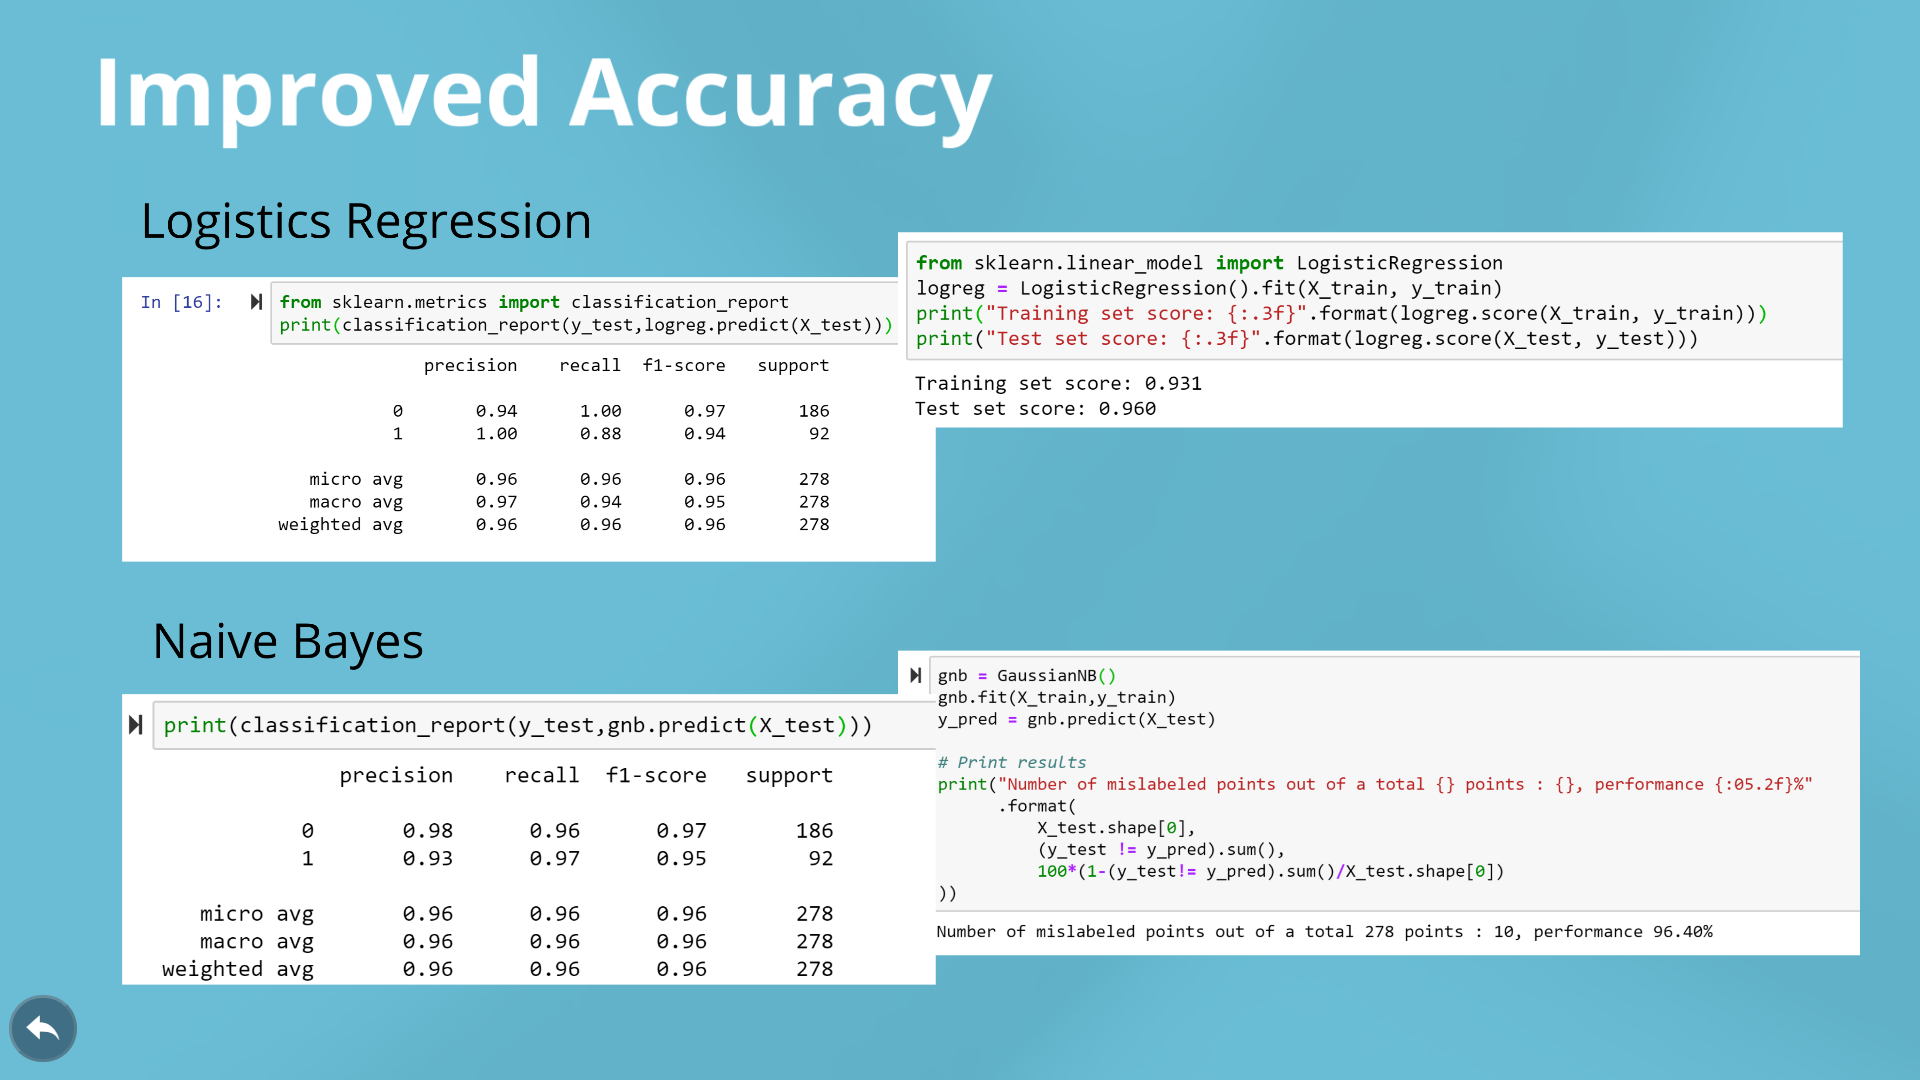 Improved Accuracy
Logistics Regression
In [16]:
from sklearn.metrics import classification_report
print(classification_report(y_test,logreg.predict(X_test)))
precision recall f1-score support
0 0.94 1.00 0.97 186
1 1.00 0.88 0.94 92
micro avg 0.96 0.96 0.96 278
macro avg 0.97 0.94 0.95 278
weighted avg 0.96 0.96 0.96 278
from sklearn.linear_model import LogisticRegression
logreg = LogisticRegression().fit(X_train, y_train)
print("Training set score: {:.3f}".format(logreg.score(X_train, y_train)))
print("Test set score: {:.3f}".format(logreg.score(X_test, y_test)))
Training set score: 0.931
Test set score: 0.960
Naive Bayes
print(classification_report(y_test,gnb.predict(X_test)))
precision recall f1-score support
0 0.98 0.96 0.97 186
1 0.93 0.97 0.95 92
micro avg 0.96 0.96 0.96 278
macro avg 0.96 0.96 0.96 278
weighted avg 0.96 0.96 0.96 278
gnb = GaussianNB()
gnb.fit(X_train,y_train)
y_pred = gnb.predict(X_test)
# Print results
print("Number of mislabeled points out of a total {} points : {}, performance {:05.2f}%"
.format(
X_test.shape[0],
(y_test != y_pred).sum(),
100*(1-(y_test!= y_pred).sum()/X_test.shape[0])
))
Number of mislabeled points out of a total 278 points : 10, performance 96.40%